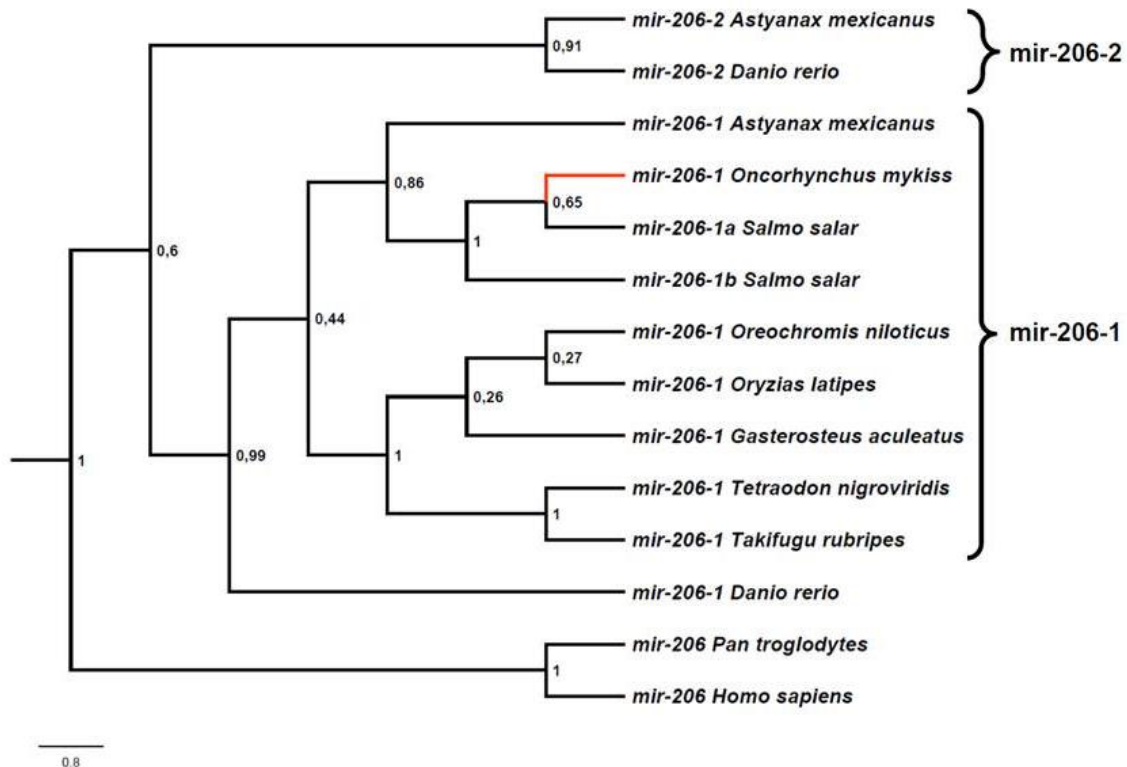 mir-206-2 Astyanax mexicanus
0,91
mir-206-2
mir-206-2 Danio rerio
mir-206-1 Astyanax mexicanus
mir-206-1 Oncorhynchus mykiss
0,86
0,65
mir-206-1a Salmo salar
1
0,6
mir-206-1b Salmo salar
0,44
mir-206-1 Oreochromis niloticus
mir-206-1
0,27
mir-206-1 Oryzias latipes
0,26
mir-206-1 Gasterosteus aculeatus
1
0,99
1
mir-206-1 Tetraodon nigroviridis
1
mir-206-1 Takifugu rubripes
mir-206-1 Danio rerio
mir-206 Pan troglodytes
1
mir-206 Homo sapiens
0.8